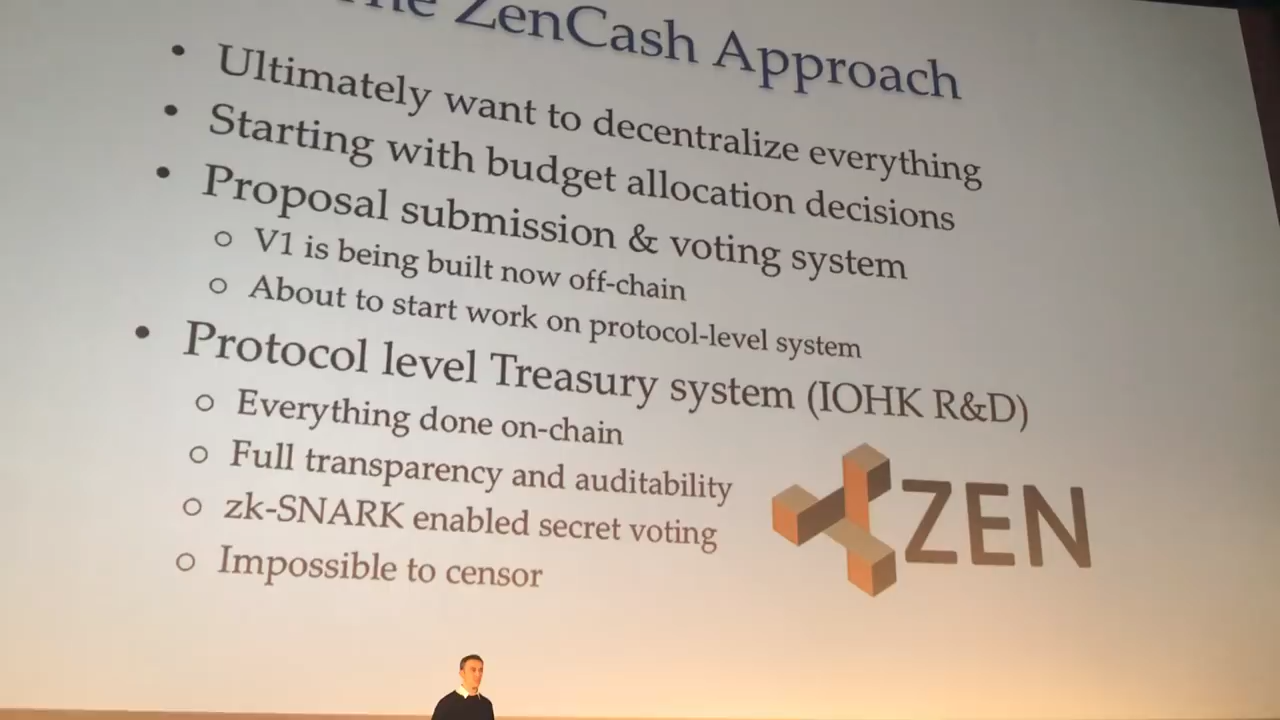 The ZenCash Approach
• Ultimately want to decentralize everything
• Starting with budget allocation decisions
• Proposal submission & voting system
○ V1 is being built now off-chain
○ About to start work on protocol-level system
• Protocol level Treasury system (IOHK R&D)
○ Everything done on-chain
○ Full transparency and auditability
○ zk-SNARK enabled secret voting
○ Impossible to censor
ZEN